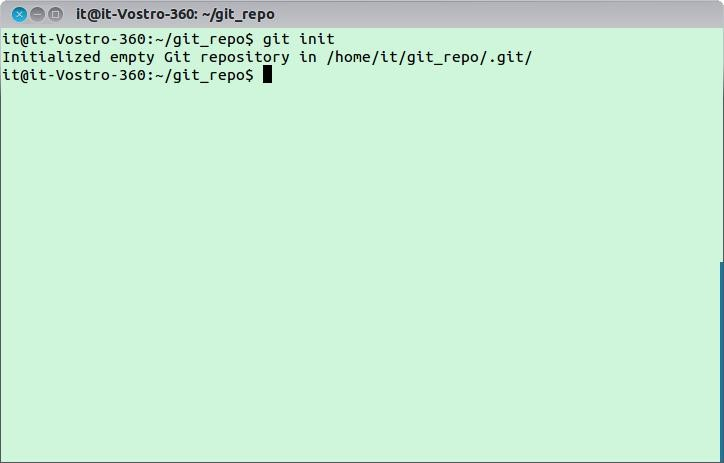 it@it-Vostro-360: ~/git_repo
it@it-Vostro-360:~/git_repo$ git init
Initialized empty Git repository in /home/it/git_repo/.git/
it@it-Vostro-360:~/git_repo$